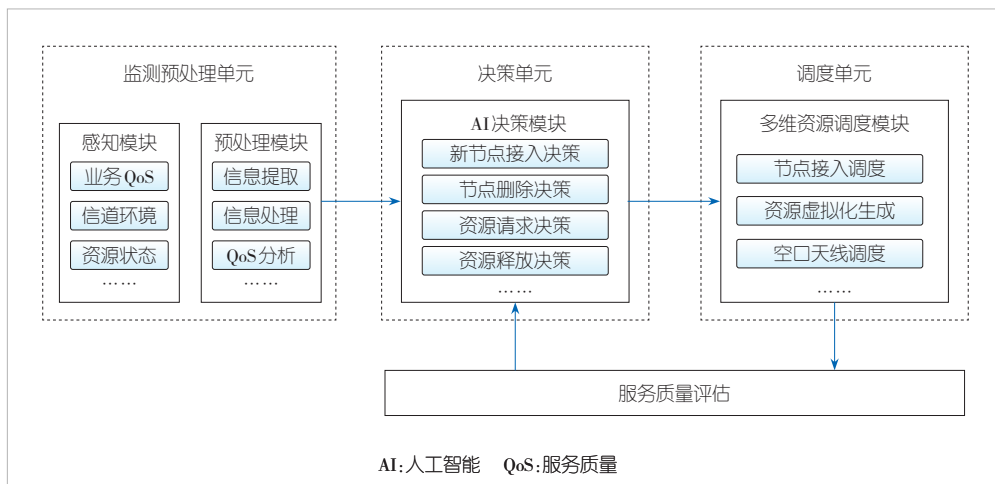 监测预处理单元
感知模块
业务QoS
信道环境
资源状态
……
预处理模块
信息提取
信息处理
QoS分析
……
决策单元
AI决策模块
新节点接入决策
节点删除决策
资源请求决策
资源释放决策
……
调度单元
多维资源调度模块
节点接入调度
资源虚拟化生成
空口天线调度
……
服务质量评估
AI:人工智能 QoS:服务质量